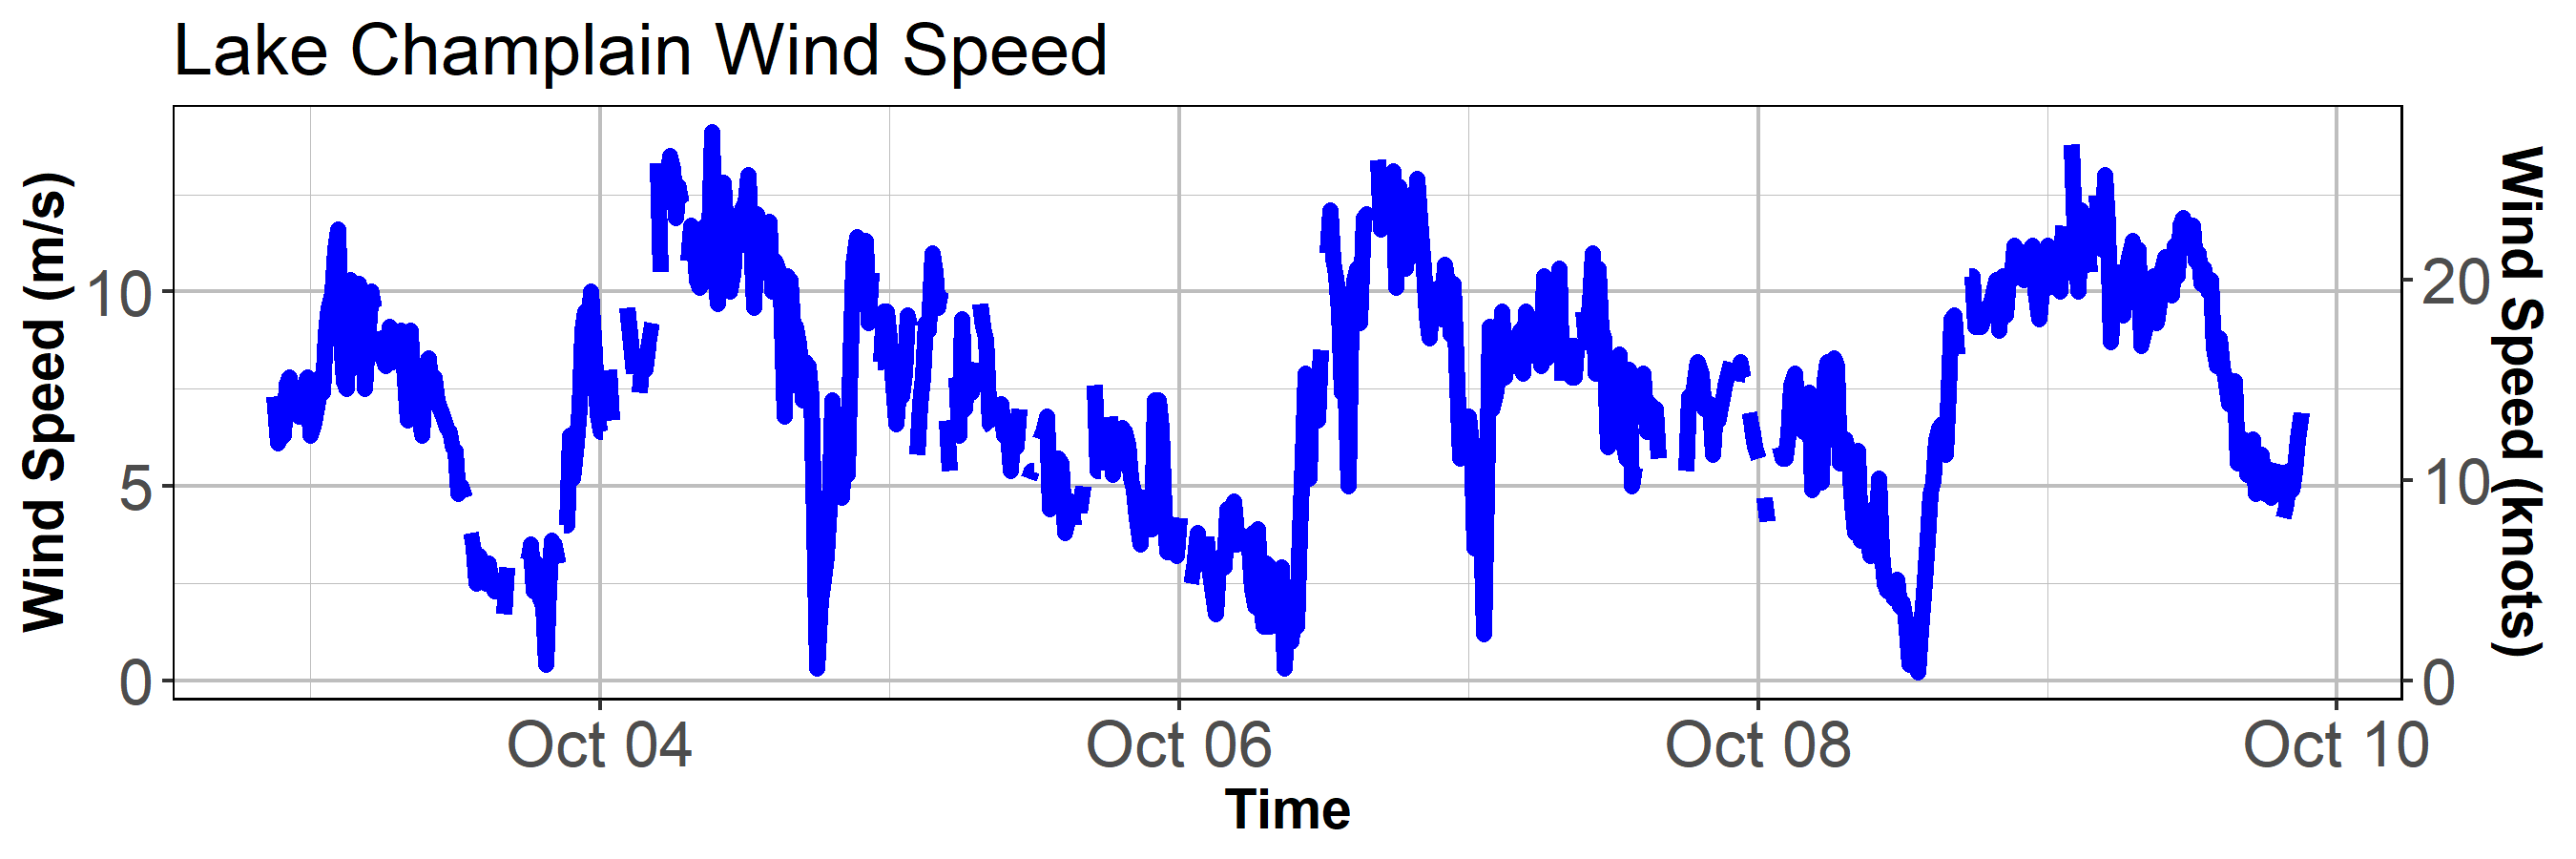 Lake Champlain Wind Speed
Wind Speed (m/s)
10
5
0
Wind Speed (knots)
20
10
0
Oct 04 Oct 06 Oct 08 Oct 10
Time